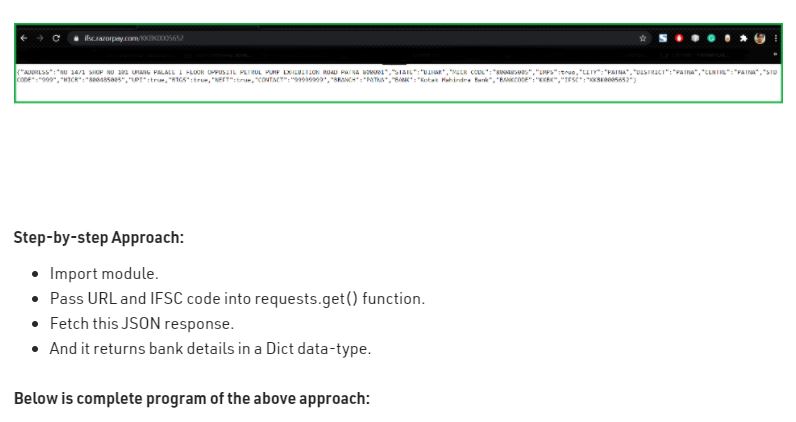 ifsc.razorpay.com/KKBK0005652
{"ADDRESS":"NO 14/1 SHOP NO 101 UMANG PALACE I FLOOR OPPOSITE PETROL PUMP EXHIBITION ROAD PATNA 800001","STATE":"BIHAR","MICR CODE":"800485005","IMPS":true,"CITY":"PATNA","DISTRICT":"PATNA","CENTRE":"PATNA","STD
CODE":"999","MICR":"800485005","UPI":true,"RTGS":true,"NEFT":true,"CONTACT":"99999999","BRANCH":"PATNA","BANK":"Kotak Mahindra Bank","BANKCODE":"KKBK","IFSC":"KKBK0005652"}
Step-by-step Approach:
• Import module.
• Pass URL and IFSC code into requests.get() function.
• Fetch this JSON response.
• And it returns bank details in a Dict data-type.
Below is complete program of the above approach: